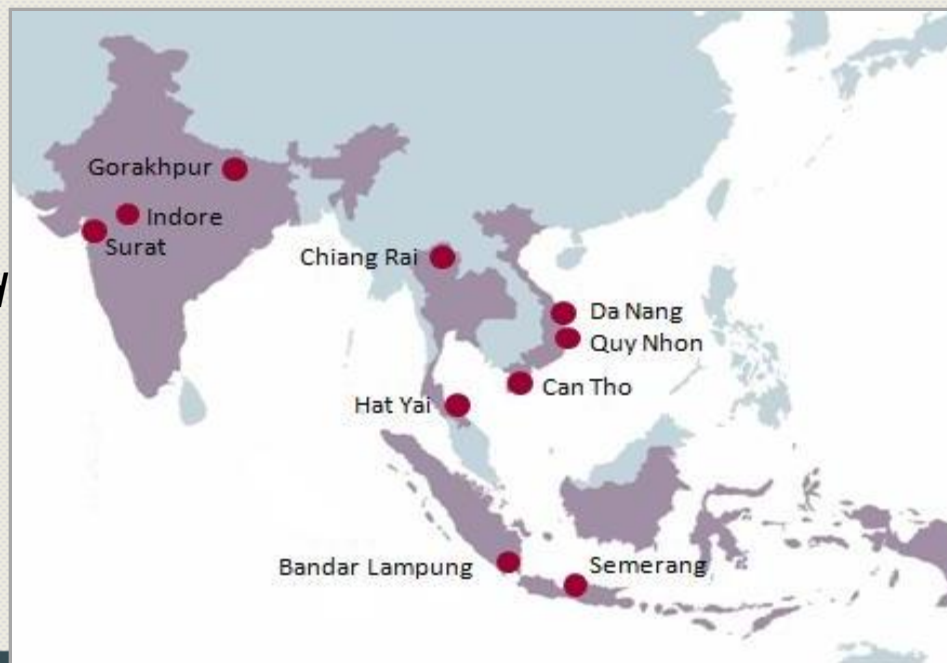 Gorakhpur
Indore
Surat
Chiang Rai
Da Nang
Quy Nhon
Can Tho
Hat Yai
Bandar Lampung
Semerang